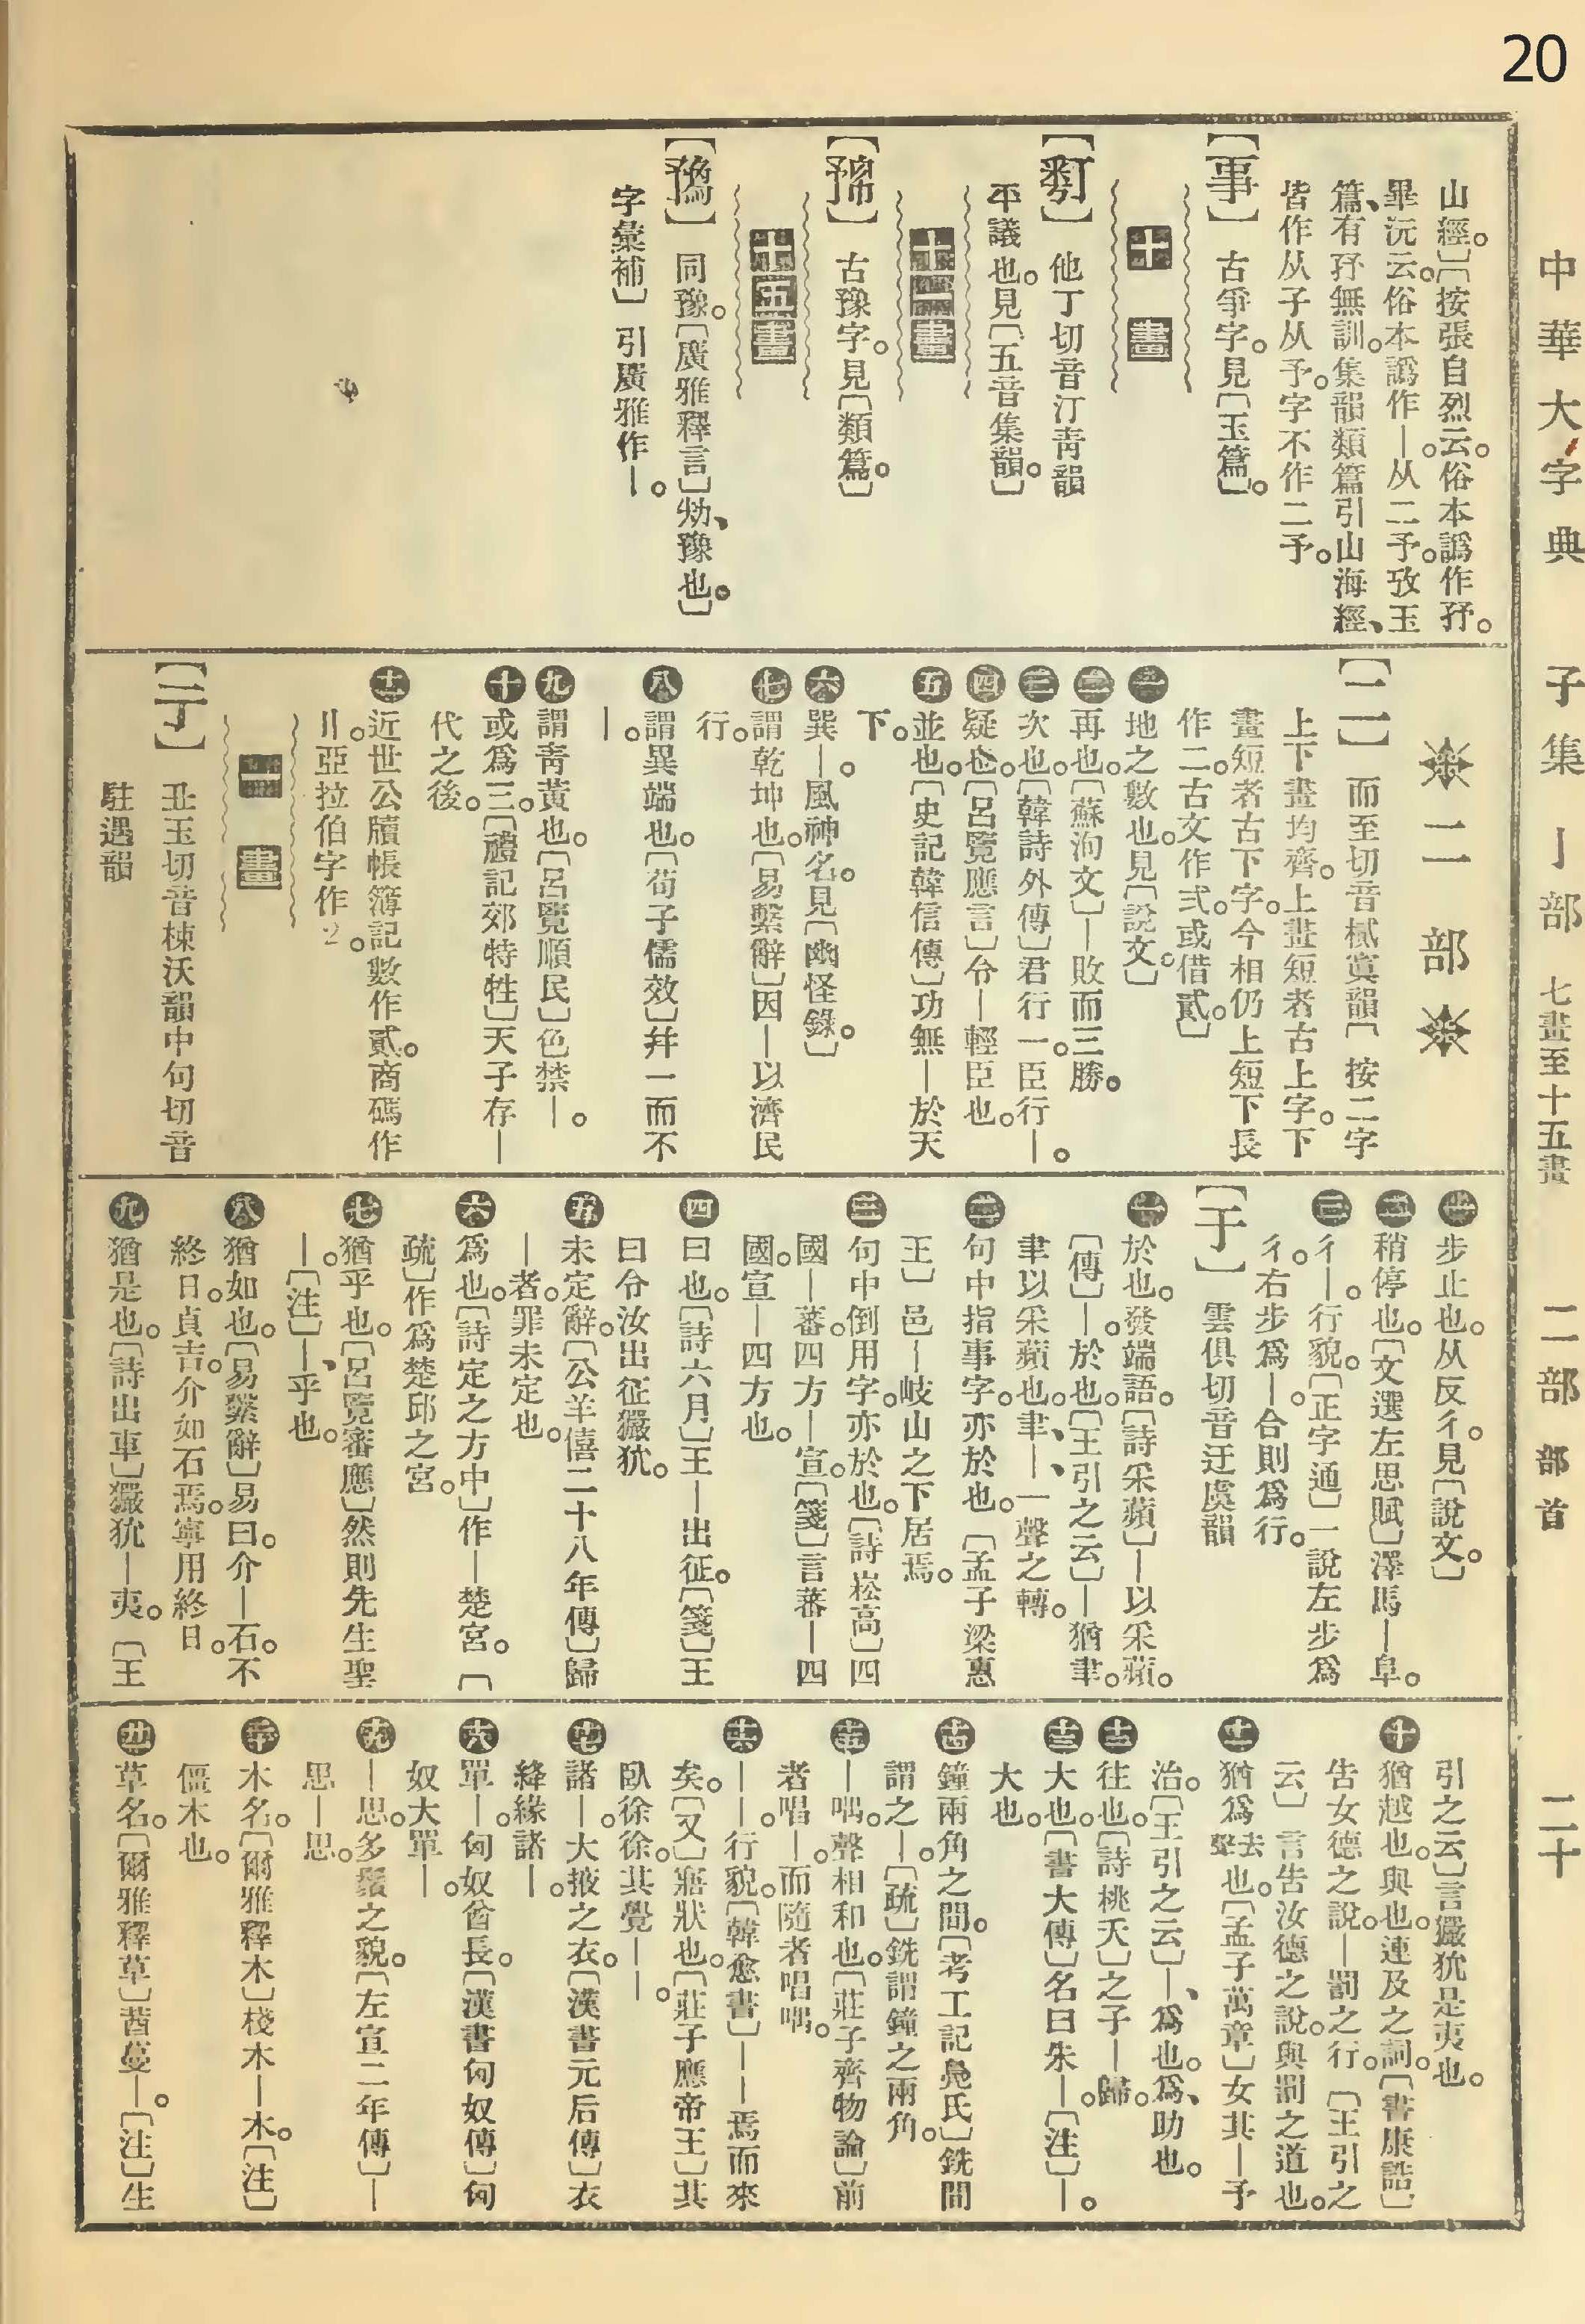 20
中華大字典 子集 亅部 七畫至十五畫 二部 部首 二十
山經。〕〔按張自烈云。俗本譌作𥘅。
畢沅云。俗本譌作—。从二予。攷玉
篇、有𥘅無訓。集韻類篇引山海經、
皆作从子从予。字不作二予。
古爭字。見〔玉篇。〕
十畫
他丁切音汀靑韻
平議也。見〔五音集韻。〕
十二畫
古豫字。見〔類篇。〕
十五畫
同豫。〔廣雅釋言〕㓜、豫也。〕
字彙補〕引廣雅作—。
※二部※
【二】而至切音樲寘韻〔按二字
上下畫均齊。上畫短者古上字。下
畫短者古下字。今相仍上短下長
作二。古文作弍。或借貳。〕
㊀地之數也。見〔說文。〕
㊁再也。〔蘇洵文〕—敗而三勝。
㊂次也。〔韓詩外傳〕君行一。臣行—。
㊃疑也。〔呂覽應言〕令—輕臣也。
㊄並也。〔史記韓信傳〕功無—於天
下。
㊅巽—。風神名。見〔幽怪錄。〕
㊆謂乾坤也。〔易繫辭〕因—以濟民
行。
㊇謂異端也。〔荀子儒效〕幷一而不
—。
㊈謂靑黃也。〔呂覽順民〕色禁—。
㊉或爲三。〔禮記郊特牲〕天子存—
代之後。
十一 近世公牘帳簿記數作貳。商碼作
〢。亞拉伯字作2。
一畫
【亍】丑玉切音楝沃韻中句切音
駐遇韻
㊀步止也。从反彳。見〔說文。〕
㊁稍停也。〔文選左思賦〕澤馬—阜。
㊂彳—。行貌。〔正字通〕一說左步爲
彳。右步爲—。合則爲行。
【于】雲俱切音迂虞韻
㊀於也。發端語。〔詩采蘋〕—以采蘋。
〔傳〕—。於也。〔王引之云〕—猶聿。
聿以采蘋也。聿、—、一聲之轉。
㊁句中指事字。亦於也。〔孟子梁惠
王〕邑—岐山之下居焉。
㊂句中倒用字。亦於也。〔詩崧高〕四
國—蕃。四方—宣。〔箋〕言蕃—四
國。宣—四方也。
㊃曰也。〔詩六月〕王—出征。〔箋〕王
曰令汝出征玁狁。
㊄未定辭。〔公羊僖二十八年傳〕歸
—者。罪未定也。
㊅爲也。〔詩定之方中〕作—楚宮。〔
疏〕作爲楚邱之宮。
㊆猶乎也。〔呂覽審應〕然則先生聖
—。〔注〕—、乎也。
㊇猶如也。〔易繫辭〕易曰。介—石。不
終日。貞吉。介如石焉。寧用終日。
㊈猶是也。〔詩出車〕玁狁—夷。〔王
引之云〕言玁狁是夷也。
㊉猶越也。與也。連及之詞。〔書康誥〕
告女德之說。—罰之行。〔王引之
云〕言告汝德之說。與罰之道也。
十一 猶爲去聲也。〔孟子萬章〕女其—予
治。〔王引之云〕—、爲也。爲、助也。
十二 往也。〔詩桃夭〕之子—歸。
十三 大也。〔書大傳〕名曰朱—。〔注〕—。
大也。
十四 鐘兩角之間。〔考工記鳧氏〕銑間
謂之—。〔疏〕銑謂鐘之兩角。
十五 —喁。聲相和也。〔莊子齊物論〕前
者唱—。而隨者唱喁。
十六 ——。行貌。〔韓愈書〕——焉而來
矣。〔又〕寤狀也。〔莊子應帝王〕其
臥徐徐。其覺——。
十七 諸—。大掖之衣。〔漢書元后傳〕衣
絳緣諸—。
十八 單—。匈奴酋長。〔漢書匈奴傳〕匈
奴大單—。
十九 —思。多鬚之貌。〔左宣二年傳〕—
思—思。
二十 木名。〔爾雅釋木〕棧木—木。〔注〕
僵木也。
廿一 草名。〔爾雅釋草〕茜蔓—。〔注〕生